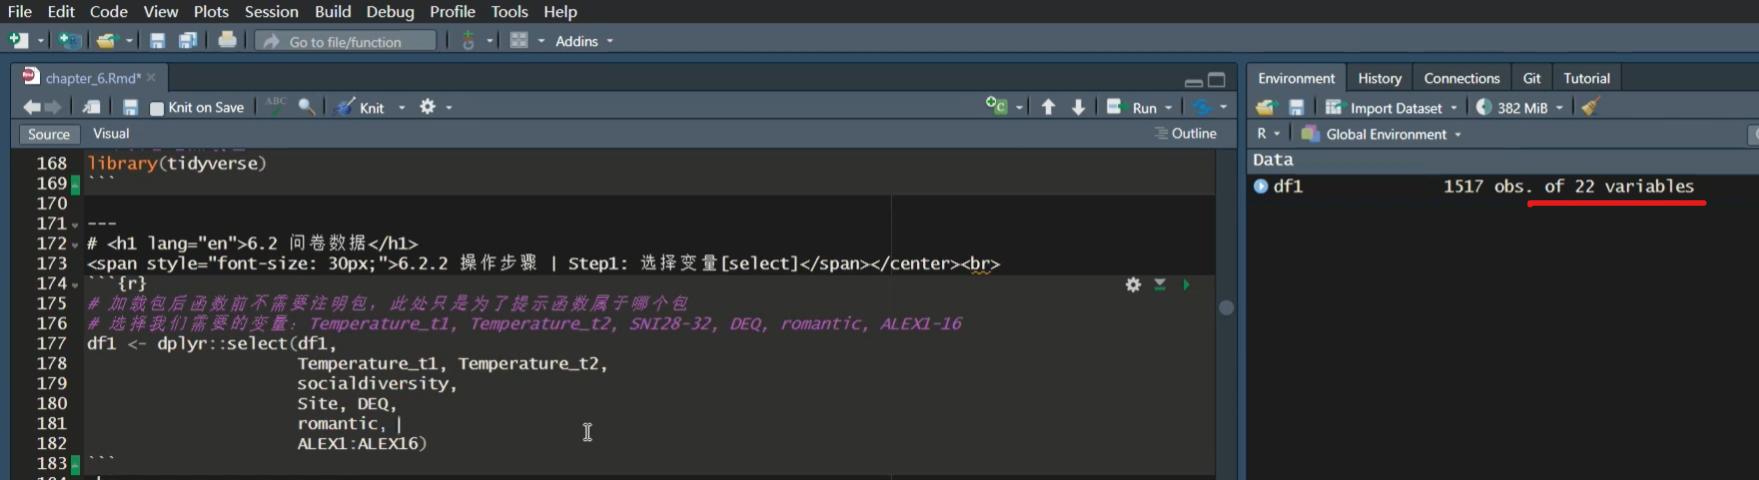 File Edit Code View Plots Session Build Debug Profile Tools Help
Go to file/function Addins
chapter_6.Rmd*
Knit on Save ABC Knit Run
Source Visual Outline
168 library(tidyverse)
169 ```
170
171 ---
172 # <h1 lang="en">6.2 问卷数据</h1>
173 <span style="font-size: 30px;">6.2.2 操作步骤 | Step1: 选择变量[select]</span></center><br>
174 ```{r}
175 # 加载包后函数前不需要注明包，此处只是为了提示函数属于哪个包
176 # 选择我们需要的变量：Temperature_t1, Temperature_t2, SNI28-32, DEQ, romantic, ALEX1-16
177 df1 <- dplyr::select(df1,
178 Temperature_t1, Temperature_t2,
179 socialdiversity,
180 Site, DEQ,
181 romantic,
182 ALEX1:ALEX16)
183 ```
Environment History Connections Git Tutorial
Import Dataset 382 MiB
R Global Environment
Data
df1 1517 obs. of 22 variables